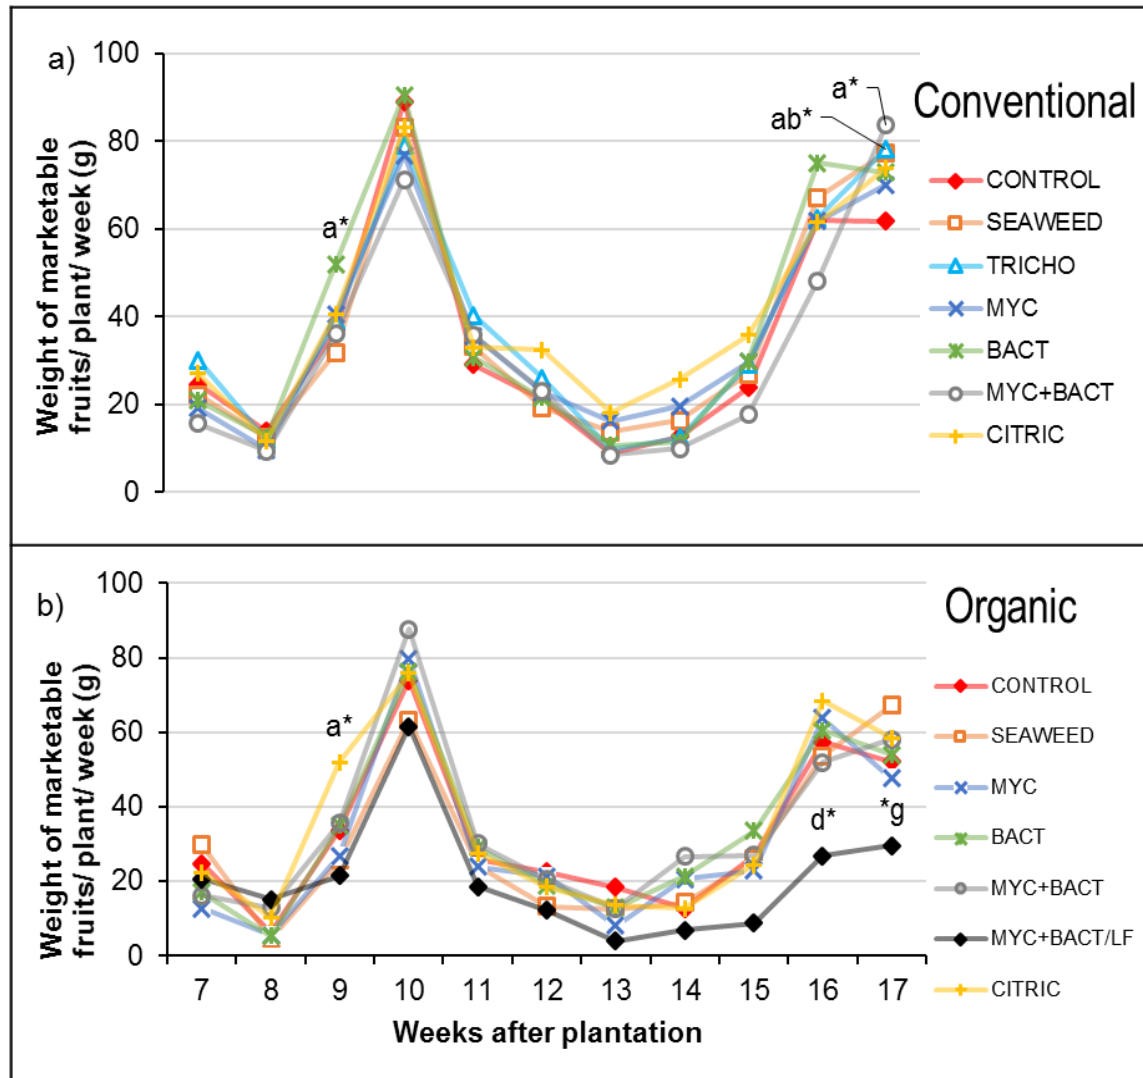 a)
Conventional
100
80
60
40
20
0
Weight of marketable
fruits/ plant/ week (g)
a*
ab*
a*
CONTROL
SEAWEED
TRICHO
MYC
BACT
MYC+BACT
CITRIC
b)
Organic
100
80
60
40
20
0
Weight of marketable
fruits/ plant/ week (g)
a*
d*
*g
CONTROL
SEAWEED
MYC
BACT
MYC+BACT
MYC+BACT/LF
CITRIC
7 8 9 10 11 12 13 14 15 16 17
Weeks after plantation